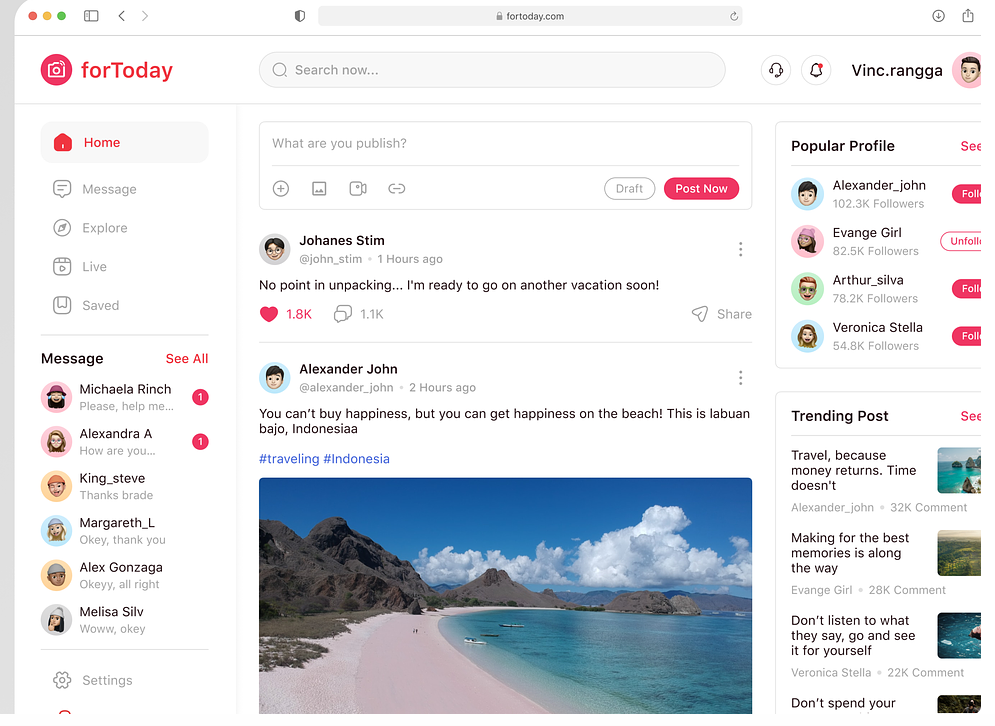 fortoday.com
forToday
Search now...
Vinc.rangga
Home
Message
Explore
Live
Saved
Message
See All
Michaela Rinch
Please, help me...
1
Alexandra A
How are you...
1
King_steve
Thanks brade
Margareth_L
Okey, thank you
Alex Gonzaga
Okeyy, all right
Melisa Silv
Woww, okey
Settings
What are you publish?
Draft
Post Now
Johanes Stim
@john_stim • 1 Hours ago
No point in unpacking... I'm ready to go on another vacation soon!
1.8K
1.1K
Share
Alexander John
@alexander_john • 2 Hours ago
You can’t buy happiness, but you can get happiness on the beach! This is labuan
bajo, Indonesiaa
#traveling #Indonesia
Popular Profile
See
Alexander_john
102.3K Followers
Foll
Evange Girl
82.5K Followers
Unfollo
Arthur_silva
78.2K Followers
Foll
Veronica Stella
54.8K Followers
Foll
Trending Post
See
Travel, because
money returns. Time
doesn't
Alexander_john • 32K Comment
Making for the best
memories is along
the way
Evange Girl • 28K Comment
Don’t listen to what
they say, go and see
it for yourself
Veronica Stella • 22K Comment
Don’t spend your